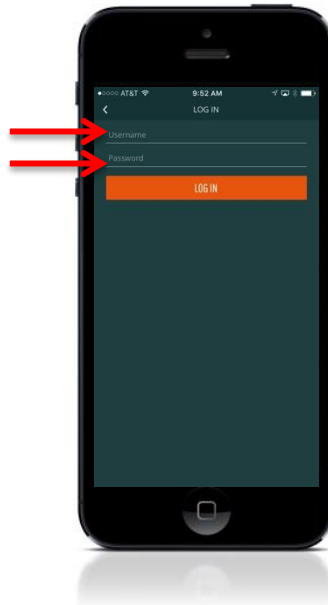 AT&T 9:52 AM
LOG IN
Username
Password
LOG IN